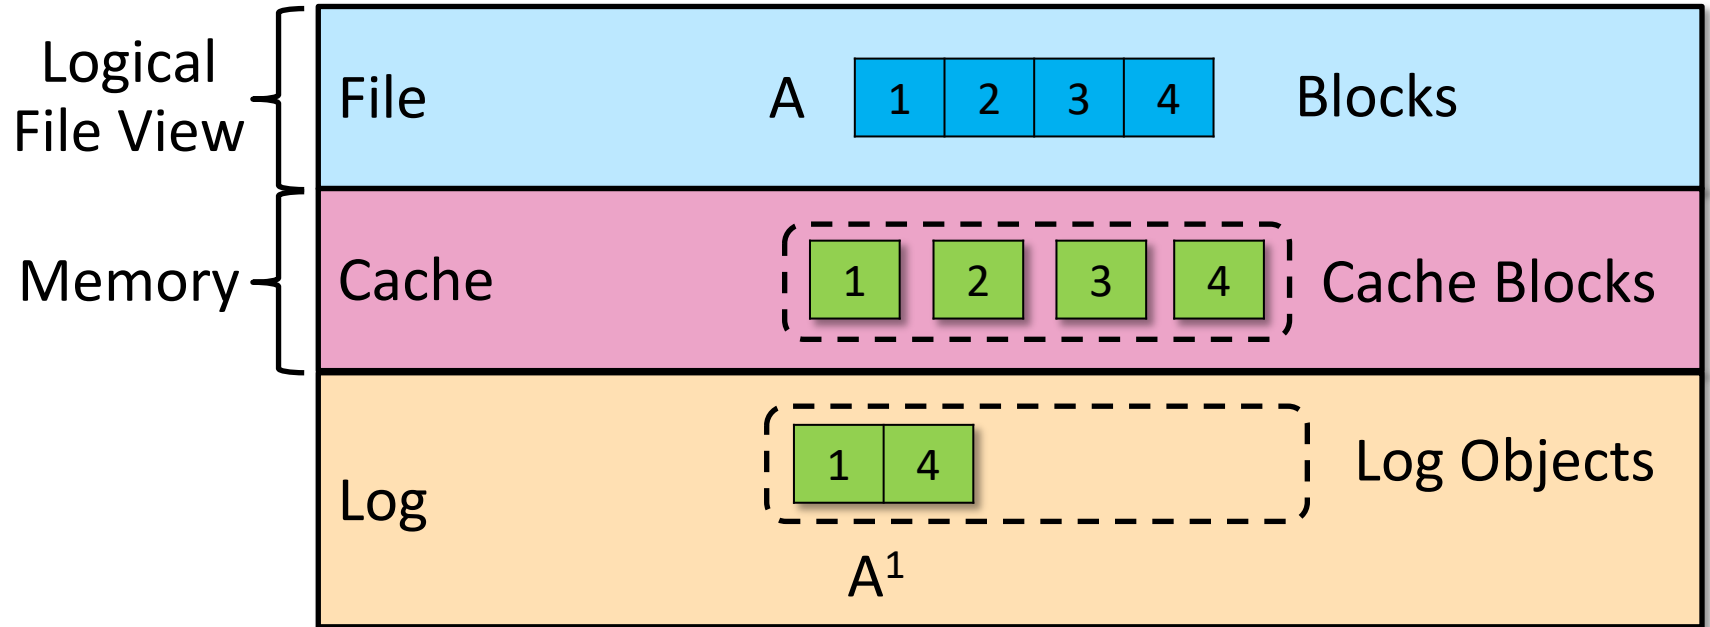 Logical
File View
File
A
1 2 3 4
Blocks
Memory
Cache
1 2 3 4
Cache Blocks
Log
1 4
Log Objects
A¹